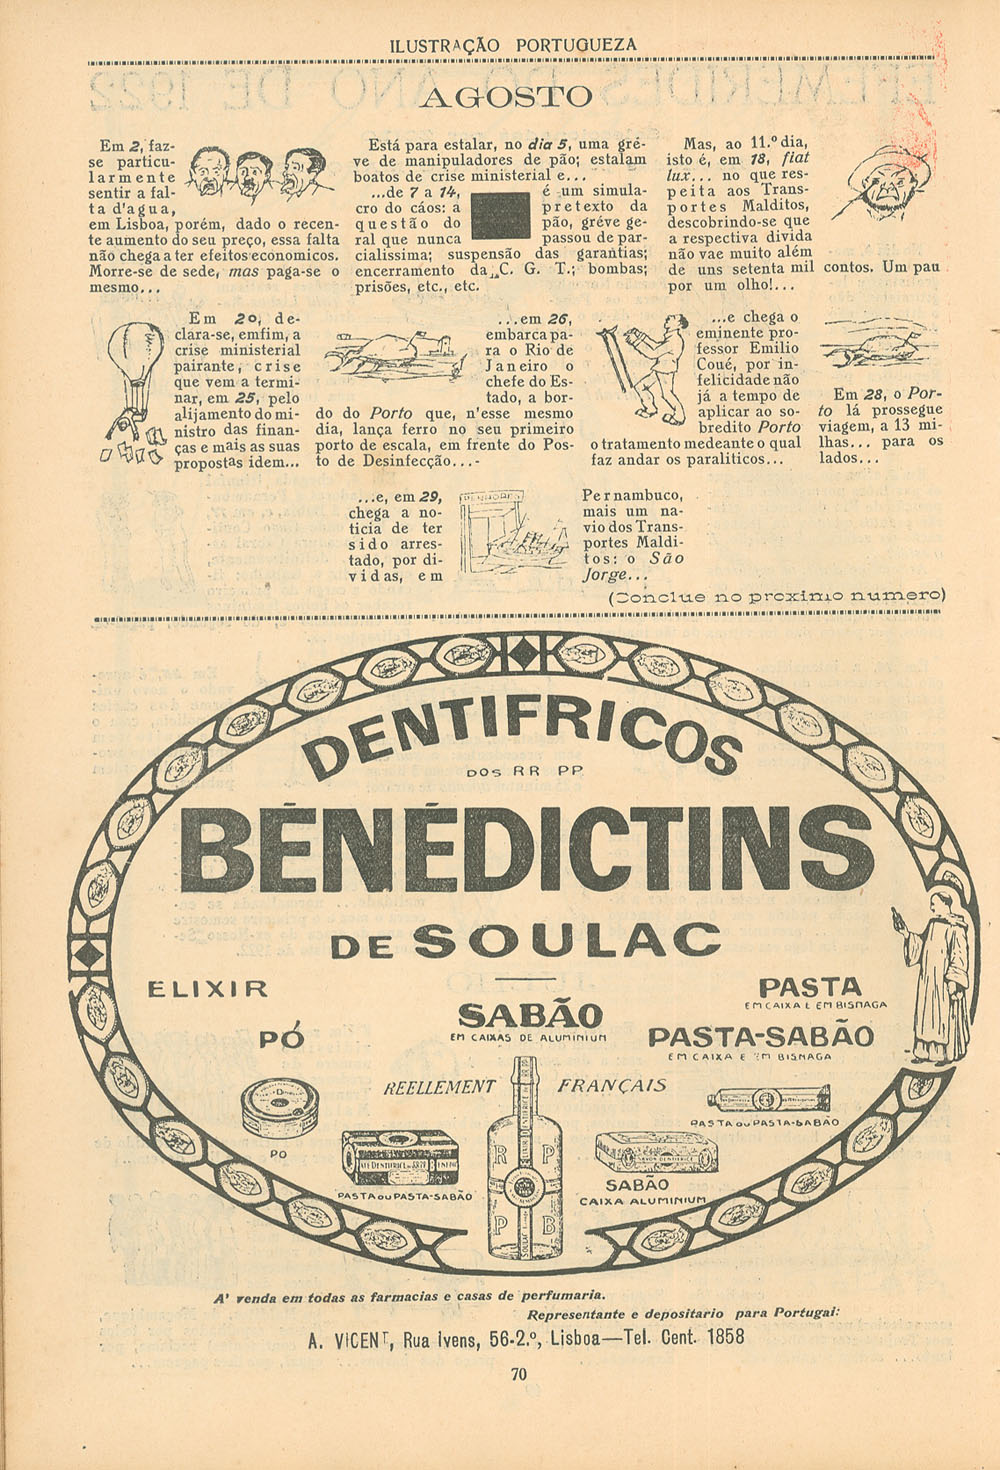 ILUSTRAÇÃO PORTUGUEZA
AGOSTO
Em 2, faz-
se particu-
larmente
sentir a fal-
ta d'agua,
em Lisboa, porém, dado o recen-
te aumento do seu preço, essa falta
não chega a ter efeitos economicos.
Morre-se de sede, mas paga-se o
mesmo...
Está para estalar, no dia 5, uma gré-
ve de manipuladores de pão; estalam
boatos de crise ministerial e...
...de 7 a 14, é um simula-
cro do cáos: a pretexto da
questão do pão, gréve ge-
ral que nunca passou de par-
cialissima; suspensão das garantias;
encerramento da C. G. T.; bombas;
prisões, etc., etc.
Mas, ao 11.º dia,
isto é, em 18, fiat
lux... no que res-
peita aos Trans-
portes Malditos,
descobrindo-se que
a respectiva divida
não vae muito além
de uns setenta mil contos. Um pau
por um olho!...
Em 20, de-
clara-se, emfim, a
crise ministerial
pairante, crise
que vem a termi-
nar, em 25, pelo
alijamento do mi-
nistro das finan-
ças e mais as suas
propostas idem...
...em 26,
embarca pa-
ra o Rio de
Janeiro o
chefe do Es-
tado, a bor-
do do Porto que, n'esse mesmo
dia, lança ferro no seu primeiro
porto de escala, em frente do Pos-
to de Desinfecção...-
...e chega o
eminente pro-
fessor Emilio
Coué, por in-
felicidade não
já a tempo de
aplicar ao so-
bredito Porto
o tratamento medeante o qual
faz andar os paraliticos...
Em 28, o Por-
to lá prossegue
viagem, a 13 mi-
lhas... para os
lados...
...e, em 29,
chega a no-
ticia de ter
sido arres-
tado, por di-
vidas, em
PENHORES
Pernambuco,
mais um na-
vio dos Trans-
portes Maldi-
tos: o São
Jorge...
(Conclue no proximo numero)
DENTIFRICOS
DOS RR PP
BÉNÉDICTINS
DE SOULAC
ELIXIR
PÓ
SABÃO
EM CAIXAS DE ALUMINIUM
PASTA
EM CAIXA E EM BISNAGA
PASTA-SABÃO
EM CAIXA E EM BISNAGA
REELLEMENT FRANÇAIS
PO
PASTA OU PASTA-SABÃO
R P
P B
SOULAC
PASTA OU PASTA-SABÃO
SAVON DENTIFRICE
SABÃO
CAIXA ALUMINIUM
A' venda em todas as farmacias e casas de perfumaria.
Representante e depositario para Portugal:
A. VICENT, Rua Ivens, 56-2.º, Lisboa—Tel. Cent. 1858
70